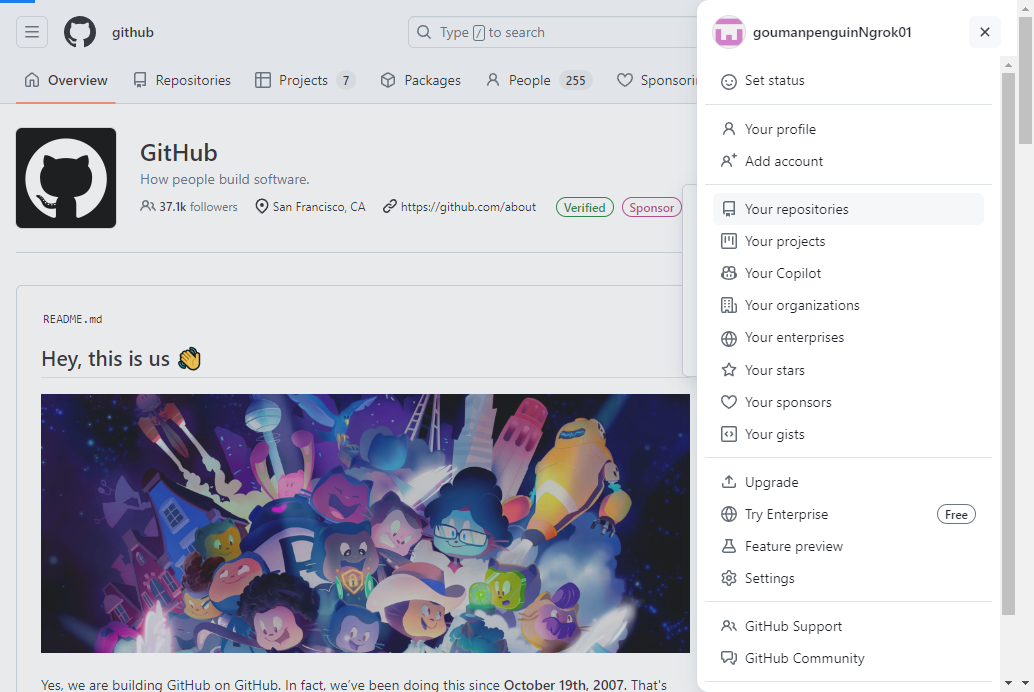 github
Type / to search
Overview
Repositories
Projects 7
Packages
People 255
Sponsorin
GitHub
How people build software.
37.1k followers
San Francisco, CA
https://github.com/about
Verified
Sponsor
README.md
Hey, this is us 👋
Yes, we are building GitHub on GitHub. In fact, we’ve been doing this since October 19th, 2007. That's
goumanpenguinNgrok01
Set status
Your profile
Add account
Your repositories
Your projects
Your Copilot
Your organizations
Your enterprises
Your stars
Your sponsors
Your gists
Upgrade
Try Enterprise Free
Feature preview
Settings
GitHub Support
GitHub Community